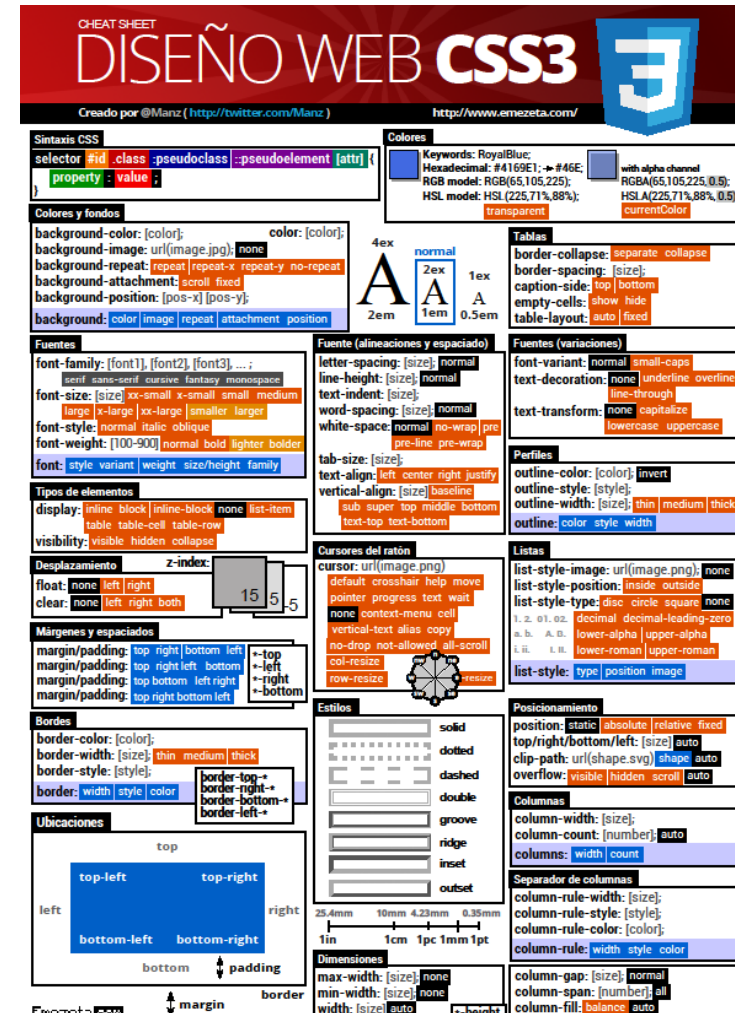 CHEAT SHEET
DISEÑO WEB CSS3
Creado por @Manz ( http://twitter.com/Manz )
http://www.emezeta.com/
Sintaxis CSS
selector #id .class :pseudoclass ::pseudoelement [attr] {
property : value ;
}
Colores
Keywords: RoyalBlue;
Hexadecimal: #4169E1; -> #46E;
RGB model: RGB(65,105,225);
HSL model: HSL(225,71%,88%);
transparent
with alpha channel
RGBA(65,105,225,0.5);
HSLA(225,71%,88%,0.5)
currentColor
Colores y fondos
background-color: [color]; color: [color];
background-image: url(image.jpg); none
background-repeat: repeat repeat-x repeat-y no-repeat
background-attachment: scroll fixed
background-position: [pos-x] [pos-y];
background: color image repeat attachment position
4ex
A
2em
normal
2ex
A
1em
1ex
A
0.5em
Tablas
border-collapse: separate collapse
border-spacing: [size];
caption-side: top bottom
empty-cells: show hide
table-layout: auto fixed
Fuentes
font-family: [font1], [font2], [font3], ... ;
serif sans-serif cursive fantasy monospace
font-size: [size] xx-small x-small small medium
large x-large xx-large smaller larger
font-style: normal italic oblique
font-weight: [100-900] normal bold lighter bolder
font: style variant weight size/height family
Fuente (alineaciones y espaciado)
letter-spacing: [size]; normal
line-height: [size]; normal
text-indent: [size];
word-spacing: [size]; normal
white-space: normal no-wrap pre
pre-line pre-wrap
tab-size: [size];
text-align: left center right justify
vertical-align: [size] baseline
sub super top middle bottom
text-top text-bottom
Fuentes (variaciones)
font-variant: normal small-caps
text-decoration: none underline overline
line-through
text-transform: none capitalize
lowercase uppercase
Perfiles
outline-color: [color]; invert
outline-style: [style];
outline-width: [size]; thin medium thick
outline: color style width
Tipos de elementos
display: inline block inline-block none list-item
table table-cell table-row
visibility: visible hidden collapse
Desplazamiento
float: none left right
clear: none left right both
z-index:
15
5
-5
Cursores del ratón
cursor: url(image.png)
default crosshair help move
pointer progress text wait
none context-menu cell
vertical-text alias copy
no-drop not-allowed all-scroll
col-resize
row-resize
-resize
Listas
list-style-image: url(image.png); none
list-style-position: inside outside
list-style-type: disc circle square none
1. 2. 01. 02. decimal decimal-leading-zero
a. b. A. B. lower-alpha upper-alpha
i. ii. I. II. lower-roman upper-roman
list-style: type position image
Márgenes y espaciados
margin/padding: top right bottom left
margin/padding: top right left bottom
margin/padding: top bottom left right
margin/padding: top right bottom left
*-top
*-left
*-right
*-bottom
Bordes
border-color: [color];
border-width: [size]; thin medium thick
border-style: [style];
border: width style color
border-top-*
border-right-*
border-bottom-*
border-left-*
Estilos
solid
dotted
dashed
double
groove
ridge
inset
outset
Posicionamiento
position: static absolute relative fixed
top/right/bottom/left: [size] auto
clip-path: url(shape.svg) shape auto
overflow: visible hidden scroll auto
Columnas
column-width: [size];
column-count: [number]; auto
columns: width count
Separador de columnas
column-rule-width: [size];
column-rule-style: [style];
column-rule-color: [color];
column-rule: width style color
column-gap: [size]; normal
column-span: [number]; all
column-fill: balance auto
Ubicaciones
top
top-left top-right
left right
bottom-left bottom-right
bottom
padding
margin
border
25.4mm 10mm 4.23mm 0.35mm
1in 1cm 1pc 1mm 1pt
Dimensiones
max-width: [size]; none
min-width: [size]; none
width: [size] auto
*-height